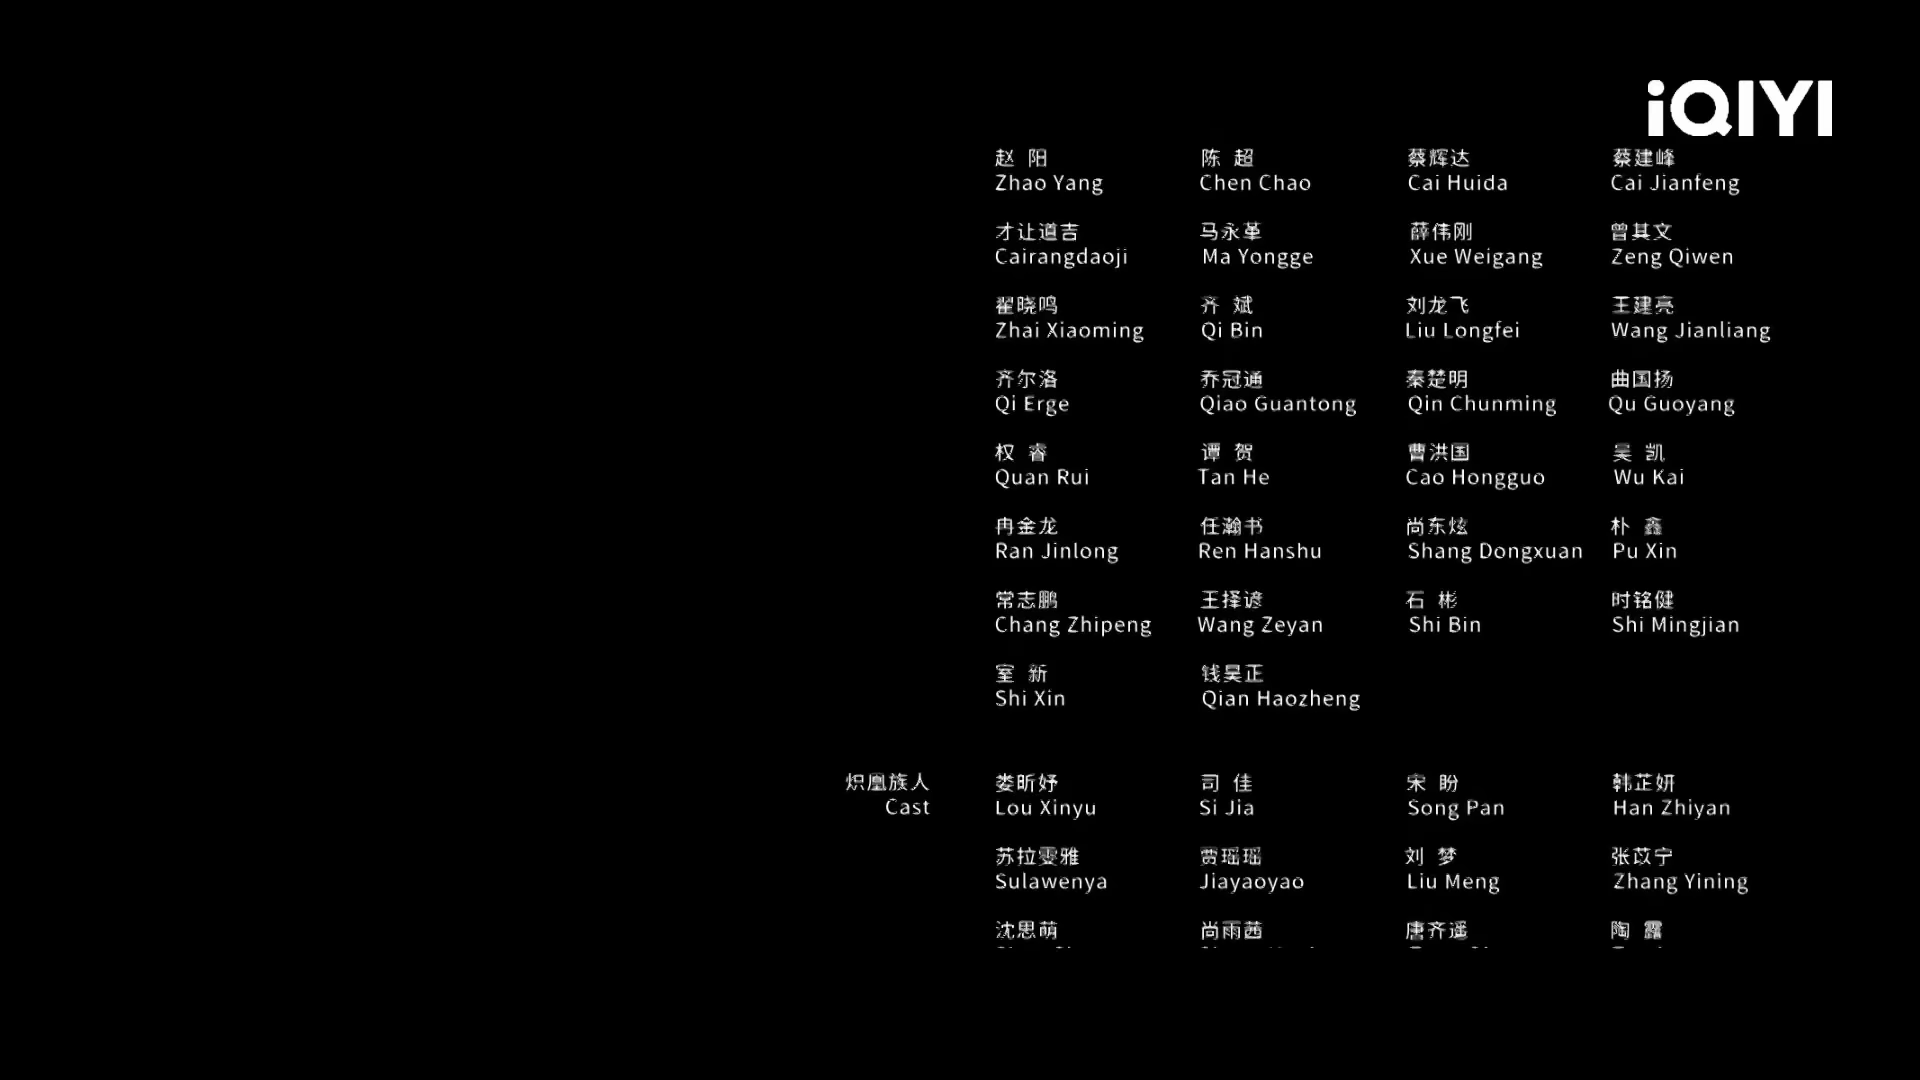 iQIYI
赵 阳 陈 超 蔡辉达 蔡建峰
Zhao Yang Chen Chao Cai Huida Cai Jianfeng
才让道吉 马永革 薛伟刚 曾其文
Cairangdaoji Ma Yongge Xue Weigang Zeng Qiwen
翟晓鸣 齐 斌 刘龙飞 王建亮
Zhai Xiaoming Qi Bin Liu Longfei Wang Jianliang
齐尔洛 乔冠通 秦楚明 曲国扬
Qi Erge Qiao Guantong Qin Chunming Qu Guoyang
权 睿 谭 贺 曹洪国 吴 凯
Quan Rui Tan He Cao Hongguo Wu Kai
冉金龙 任瀚书 尚东炫 朴 鑫
Ran Jinlong Ren Hanshu Shang Dongxuan Pu Xin
常志鹏 王择谚 石 彬 时铭健
Chang Zhipeng Wang Zeyan Shi Bin Shi Mingjian
室 新 钱昊正
Shi Xin Qian Haozheng
炽凰族人 娄昕妤 司 佳 宋 盼 韩芷妍
Cast Lou Xinyu Si Jia Song Pan Han Zhiyan
苏拉雯雅 贾瑶瑶 刘 梦 张苡宁
Sulawenya Jiayaoyao Liu Meng Zhang Yining
沈思萌 尚雨茜 唐齐遥 陶 露